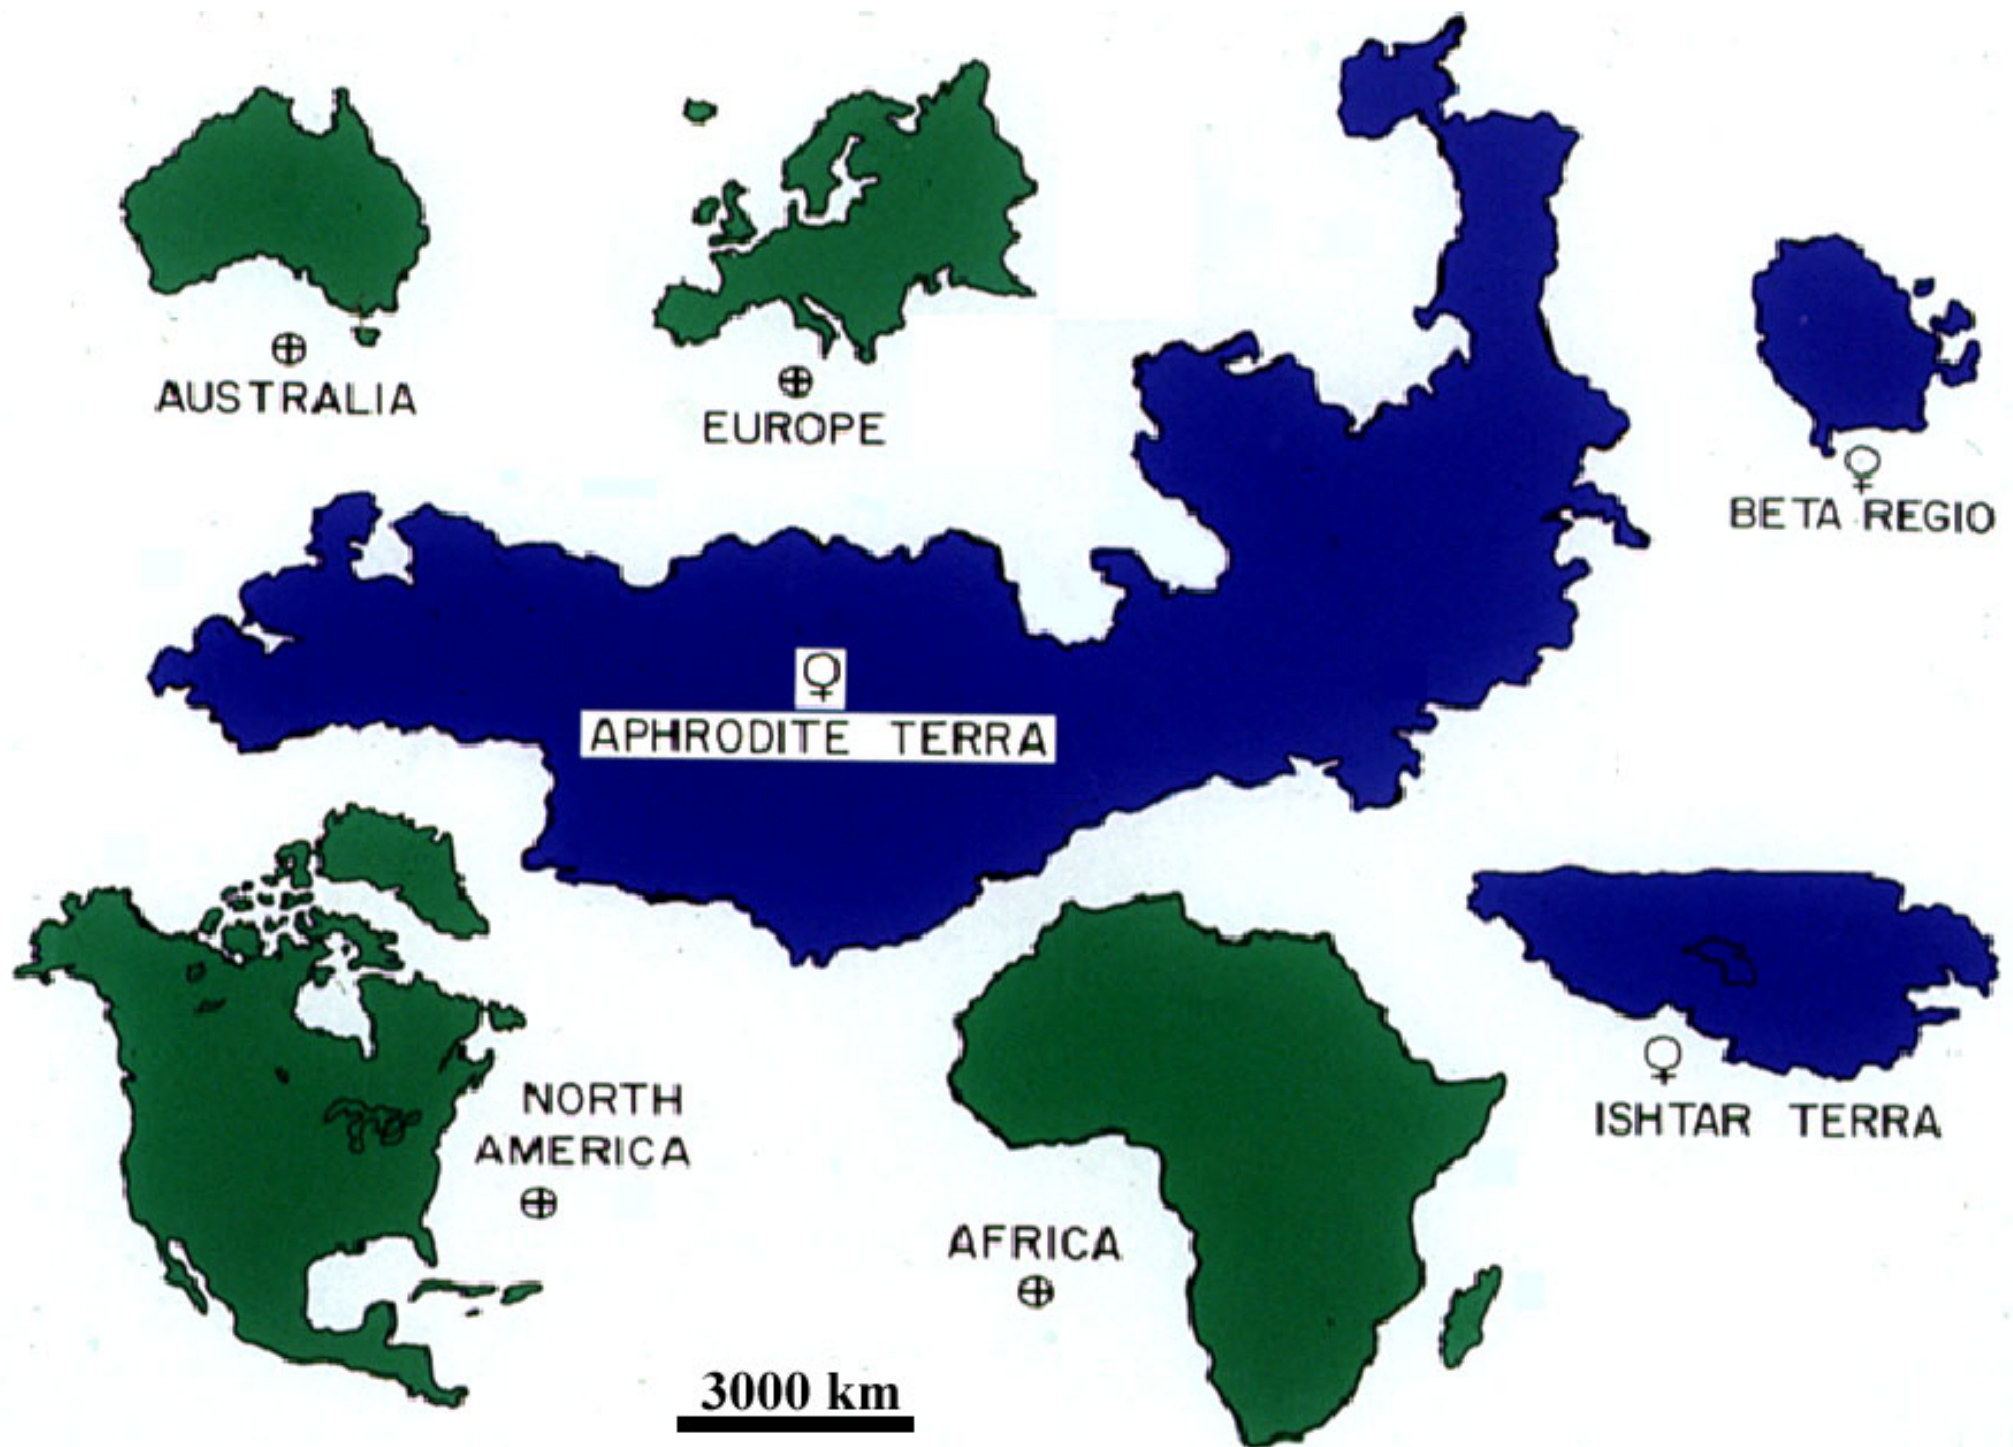 AUSTRALIA
EUROPE
BETA REGIO
APHRODITE TERRA
NORTH
AMERICA
ISHTAR TERRA
AFRICA
3000 km